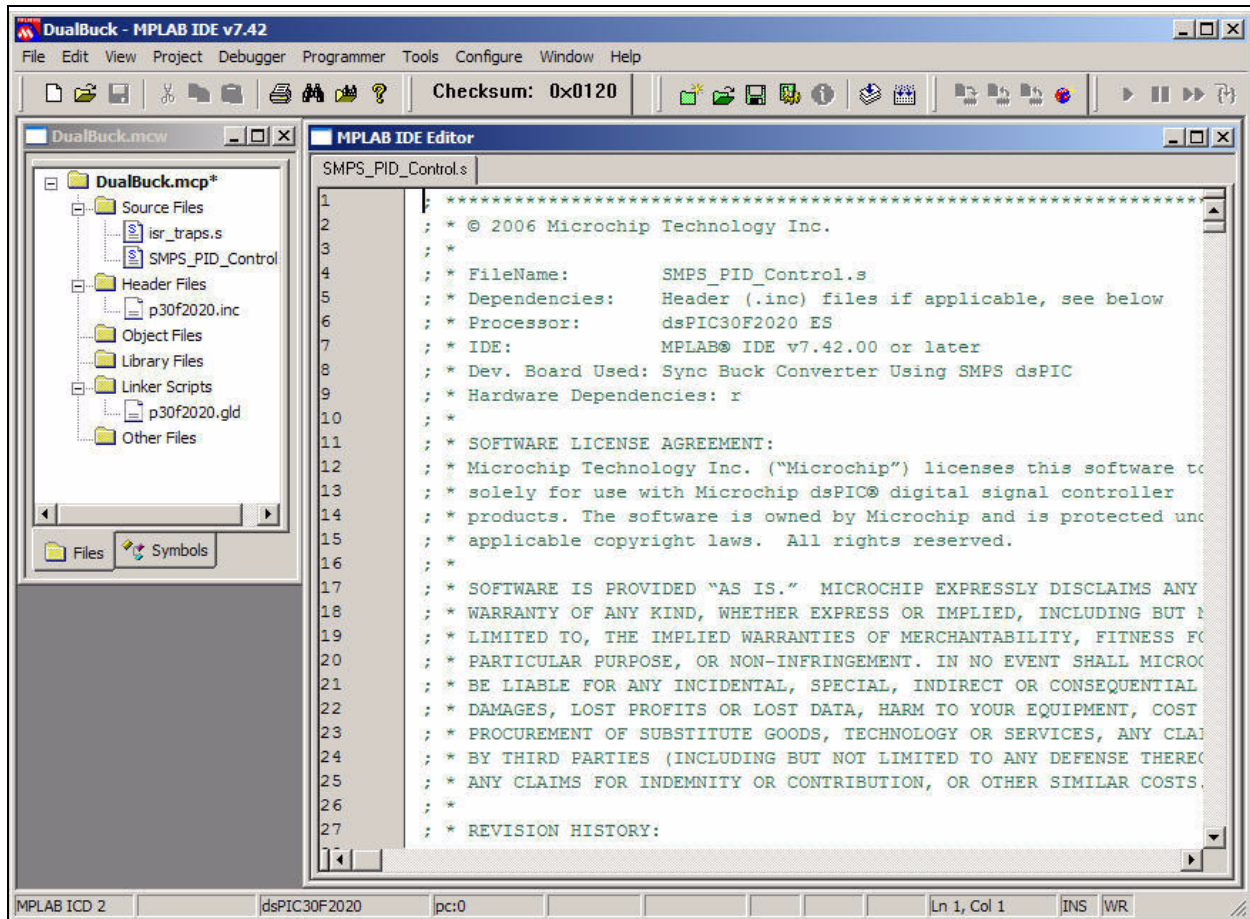 DualBuck - MPLAB IDE v7.42
File Edit View Project Debugger Programmer Tools Configure Window Help
Checksum: 0x0120
DualBuck.mcw
DualBuck.mcp*
Source Files
isr_traps.s
SMPS_PID_Control
Header Files
p30f2020.inc
Object Files
Library Files
Linker Scripts
p30f2020.gld
Other Files
Files Symbols
MPLAB IDE Editor
SMPS_PID_Control.s
1 ; *****************************************************************
2 ; * © 2006 Microchip Technology Inc.
3 ; *
4 ; * FileName: SMPS_PID_Control.s
5 ; * Dependencies: Header (.inc) files if applicable, see below
6 ; * Processor: dsPIC30F2020 ES
7 ; * IDE: MPLAB® IDE v7.42.00 or later
8 ; * Dev. Board Used: Sync Buck Converter Using SMPS dsPIC
9 ; * Hardware Dependencies: r
10 ; *
11 ; * SOFTWARE LICENSE AGREEMENT:
12 ; * Microchip Technology Inc. (“Microchip”) licenses this software to
13 ; * solely for use with Microchip dsPIC® digital signal controller
14 ; * products. The software is owned by Microchip and is protected und
15 ; * applicable copyright laws. All rights reserved.
16 ; *
17 ; * SOFTWARE IS PROVIDED “AS IS.” MICROCHIP EXPRESSLY DISCLAIMS ANY
18 ; * WARRANTY OF ANY KIND, WHETHER EXPRESS OR IMPLIED, INCLUDING BUT N
19 ; * LIMITED TO, THE IMPLIED WARRANTIES OF MERCHANTABILITY, FITNESS FO
20 ; * PARTICULAR PURPOSE, OR NON-INFRINGEMENT. IN NO EVENT SHALL MICROC
21 ; * BE LIABLE FOR ANY INCIDENTAL, SPECIAL, INDIRECT OR CONSEQUENTIAL
22 ; * DAMAGES, LOST PROFITS OR LOST DATA, HARM TO YOUR EQUIPMENT, COST
23 ; * PROCUREMENT OF SUBSTITUTE GOODS, TECHNOLOGY OR SERVICES, ANY CLAI
24 ; * BY THIRD PARTIES (INCLUDING BUT NOT LIMITED TO ANY DEFENSE THEREO
25 ; * ANY CLAIMS FOR INDEMNITY OR CONTRIBUTION, OR OTHER SIMILAR COSTS.
26 ; *
27 ; * REVISION HISTORY:
MPLAB ICD 2 dsPIC30F2020 pc:0 Ln 1, Col 1 INS WR